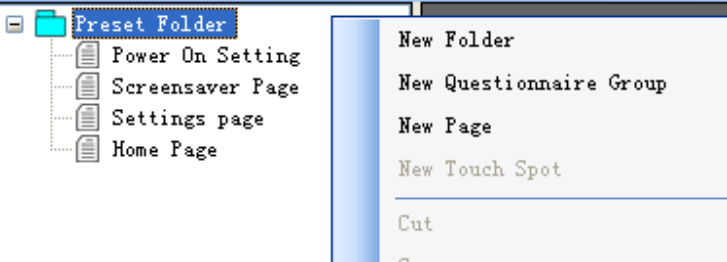 Preset Folder
Power On Setting
Screensaver Page
Settings page
Home Page
New Folder
New Questionnaire Group
New Page
New Touch Spot
Cut